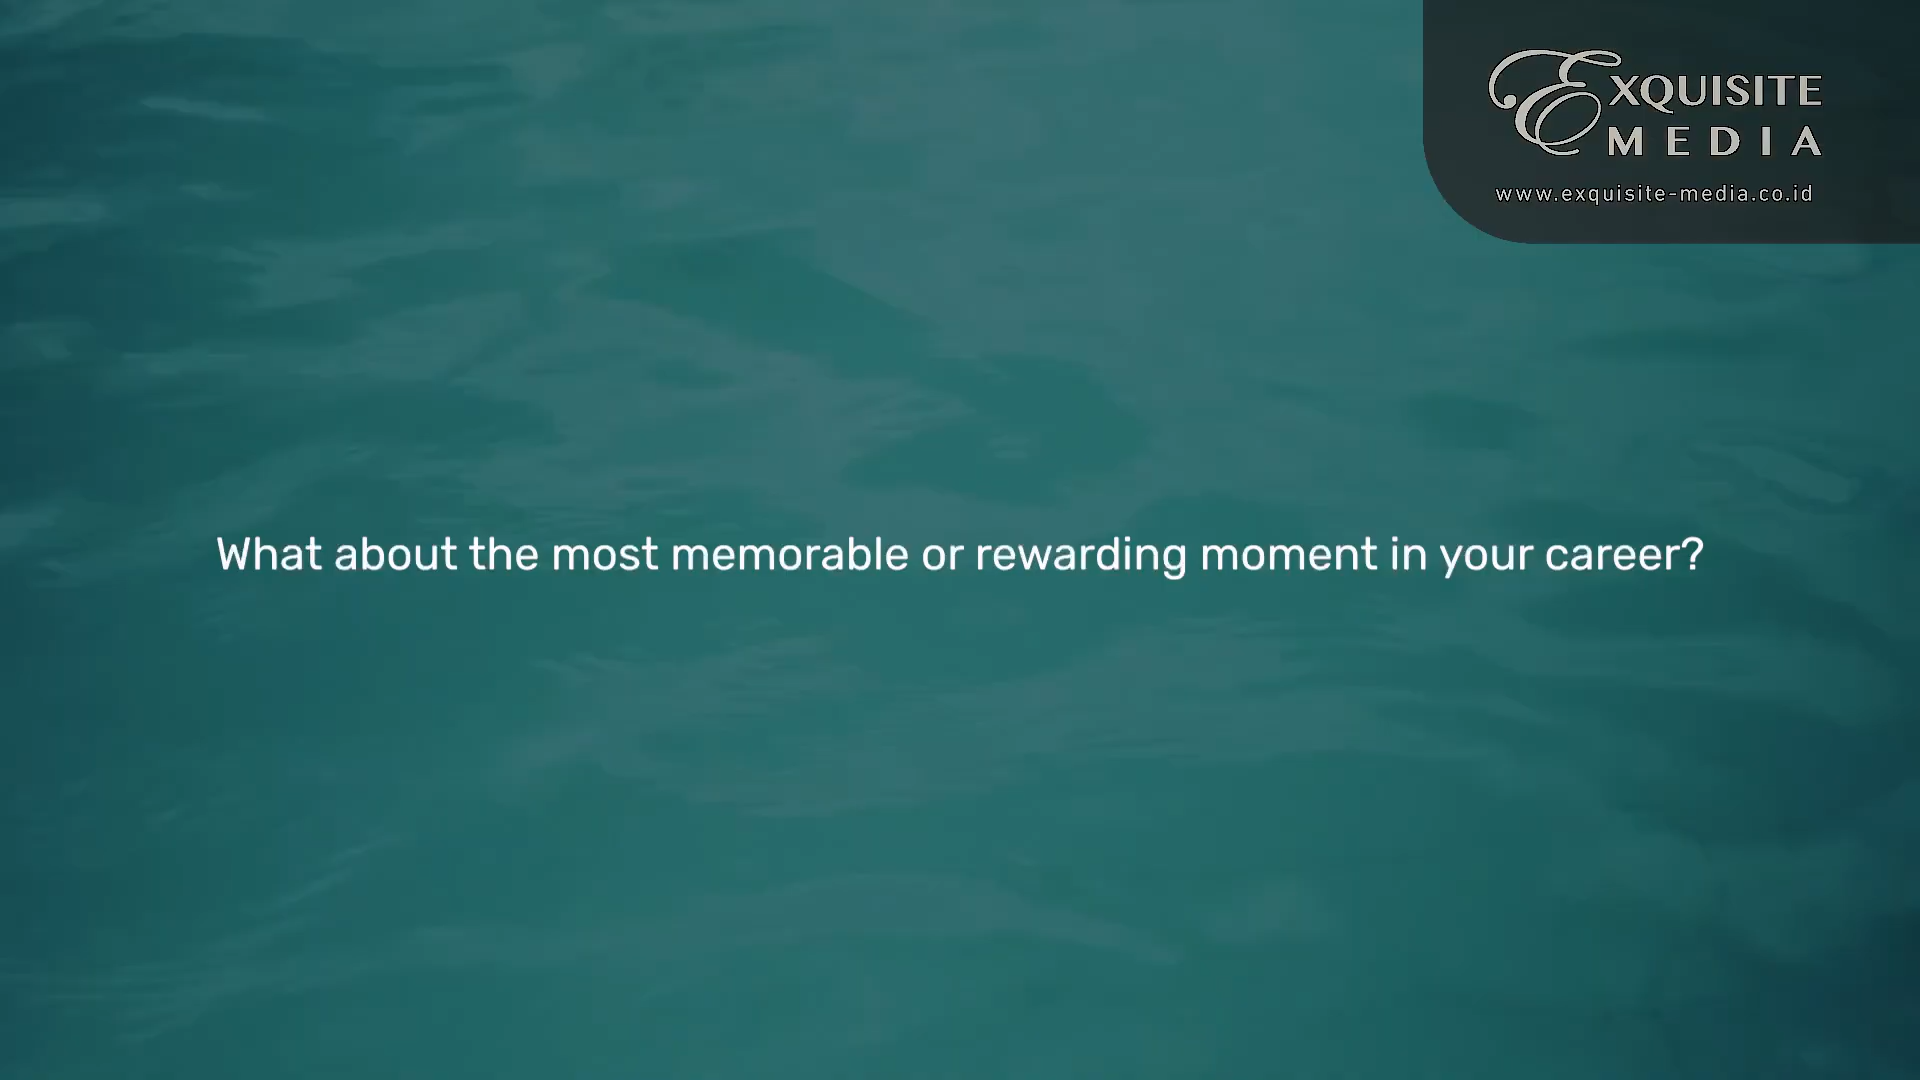 EXQUISITE
MEDIA
www.exquisite-media.co.id
What about the most memorable or rewarding moment in your career?